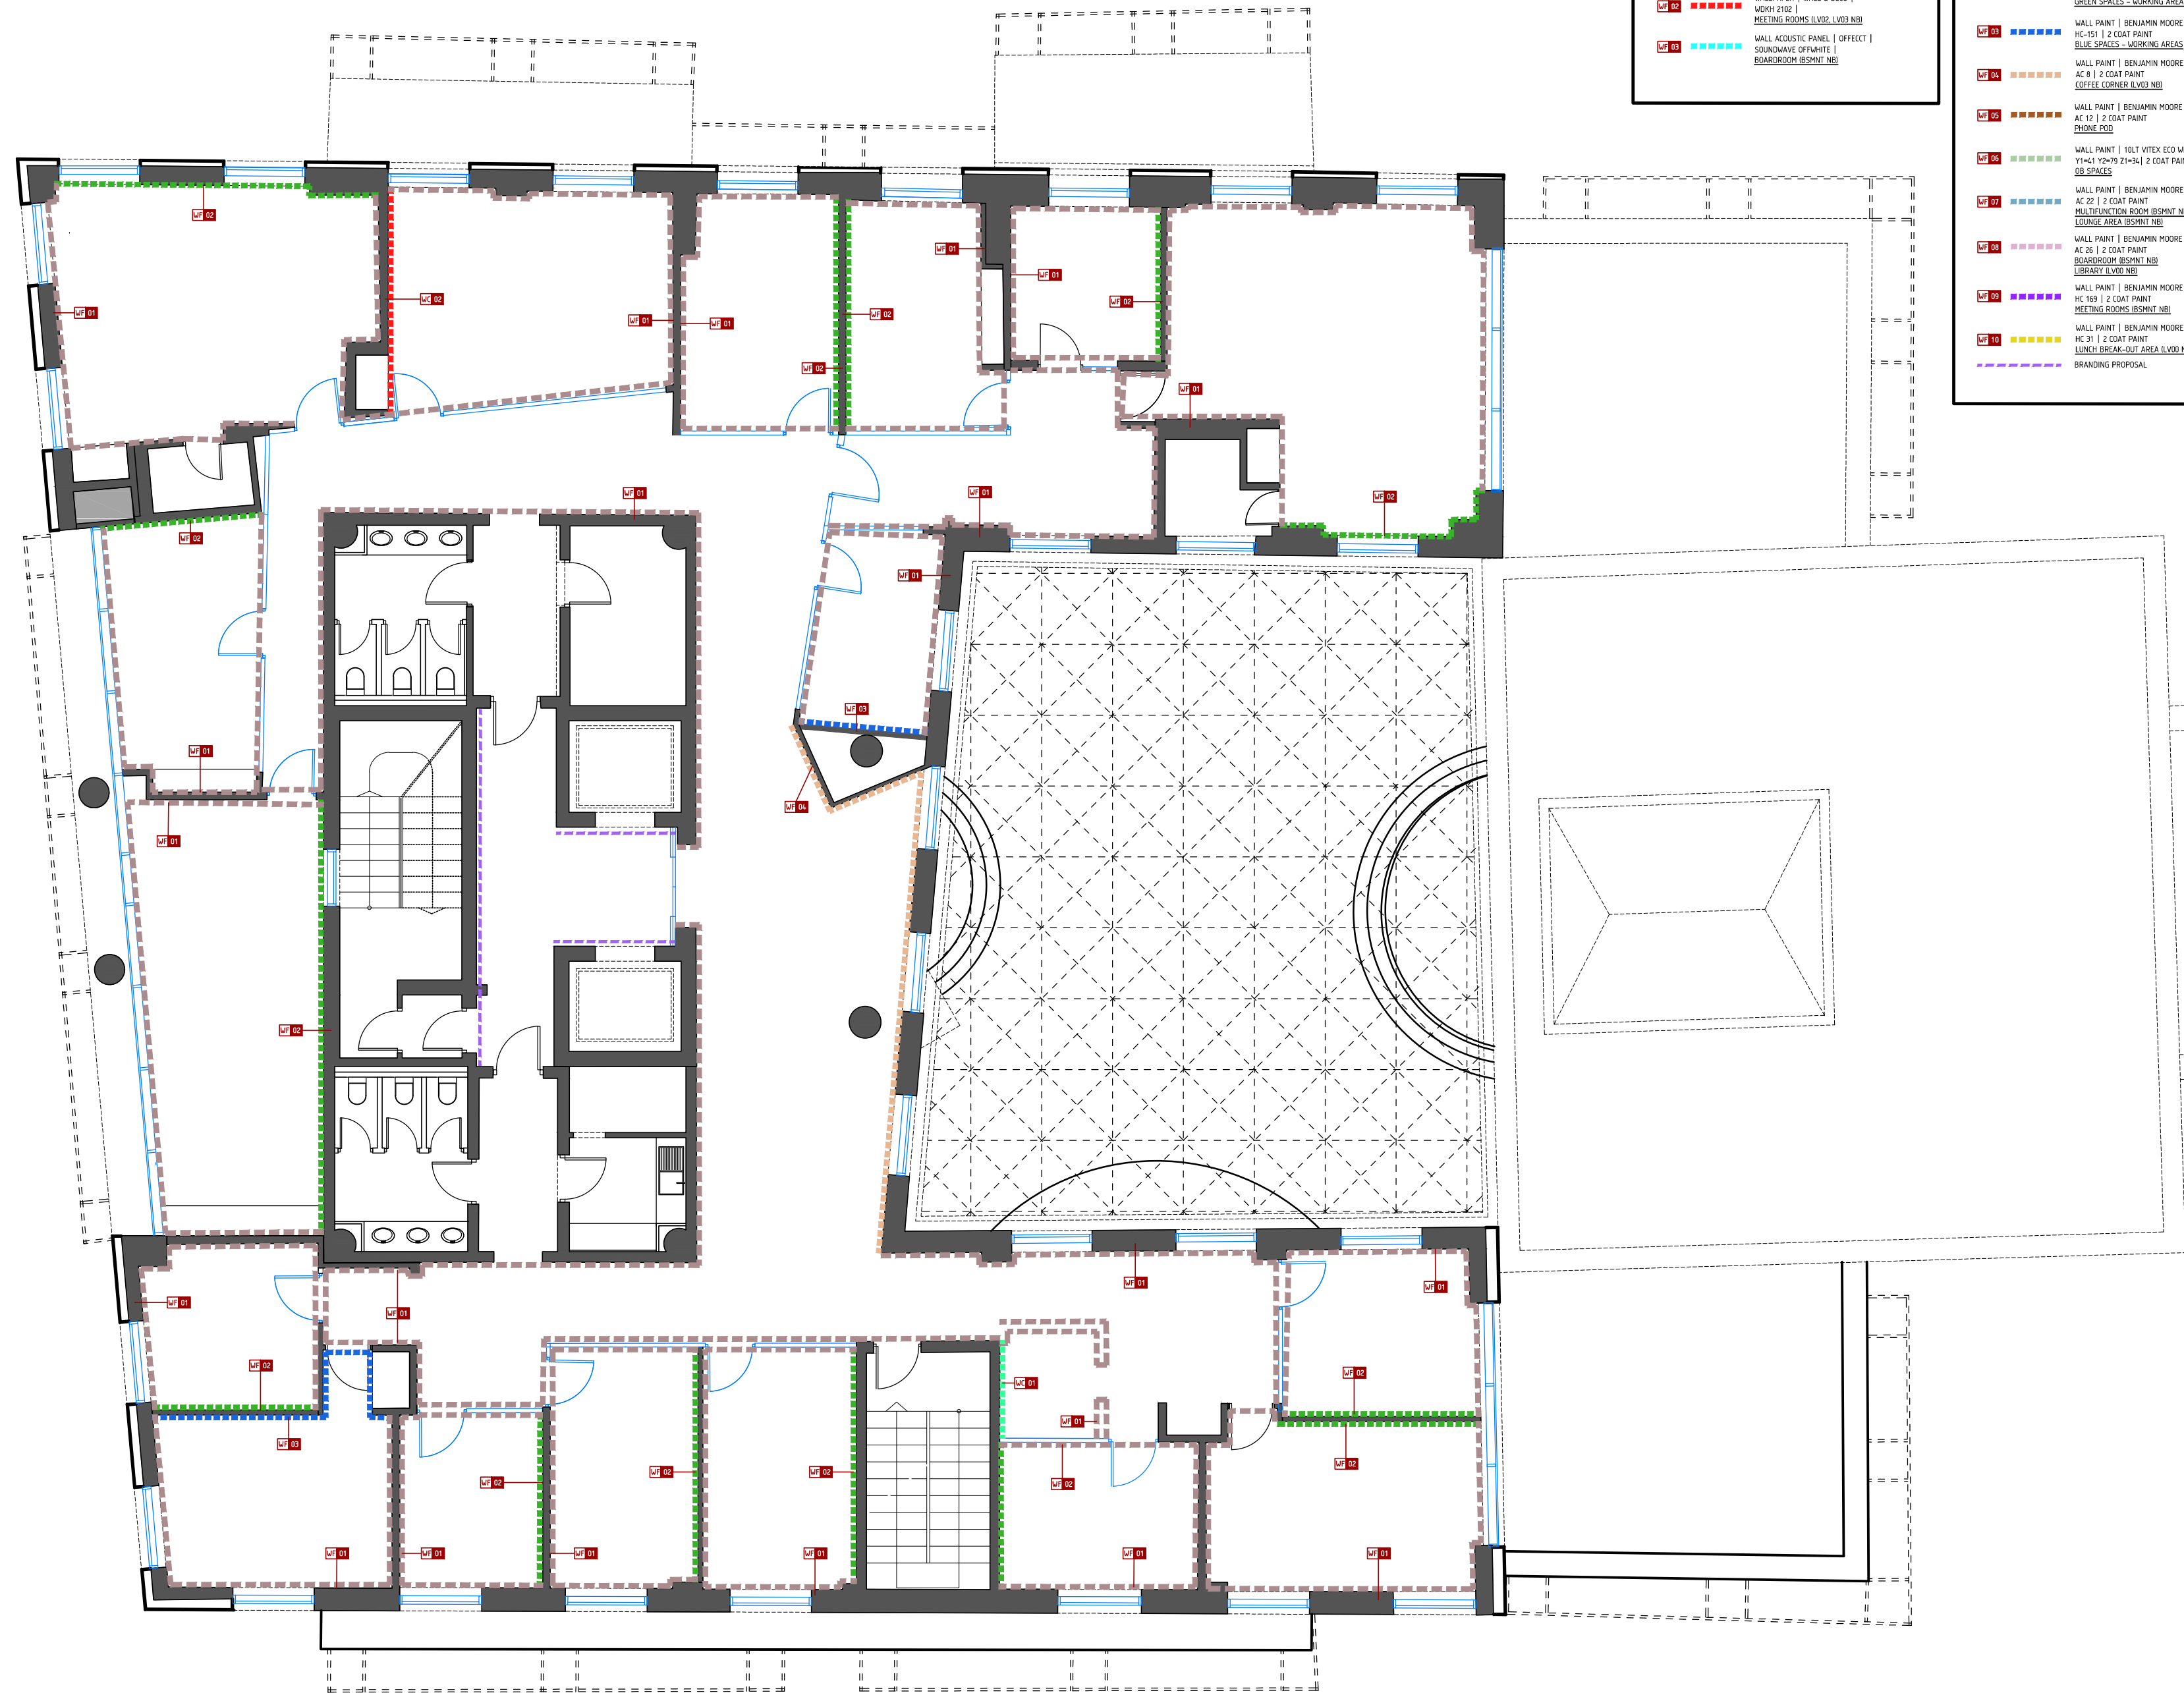 WF 02
WDKH 2102 |
MEETING ROOMS (LV02, LV03 NB)
WF 03
WALL ACOUSTIC PANEL | OFFECCT |
SOUNDWAVE OFFWHITE |
BOARDROOM (BSMNT NB)
GREEN SPACES - WORKING AREAS
WF 03
WALL PAINT | BENJAMIN MOORE
HC-151 | 2 COAT PAINT
BLUE SPACES - WORKING AREAS
WF 04
WALL PAINT | BENJAMIN MOORE
AC 8 | 2 COAT PAINT
COFFEE CORNER (LV03 NB)
WF 05
WALL PAINT | BENJAMIN MOORE
AC 12 | 2 COAT PAINT
PHONE POD
WF 06
WALL PAINT | 10LT VITEX ECO
Y1=41 Y2=79 Z1=34| 2 COAT
OB SPACES
WF 07
WALL PAINT | BENJAMIN MOORE
AC 22 | 2 COAT PAINT
MULTIFUNCTION ROOM (BSMNT
LOUNGE AREA (BSMNT NB)
WF 08
WALL PAINT | BENJAMIN MOORE
AC 26 | 2 COAT PAINT
BOARDROOM (BSMNT NB)
LIBRARY (LV00 NB)
WF 09
WALL PAINT | BENJAMIN MOORE
HC 169 | 2 COAT PAINT
MEETING ROOMS (BSMNT NB)
WF 10
WALL PAINT | BENJAMIN MOORE
HC 31 | 2 COAT PAINT
LUNCH BREAK-OUT AREA (LV00
BRANDING PROPOSAL
WF 02
WF 01
WF 01
WF 02
WC 02
WF 01
WF 01
WF 02
WF 02
WF 01
WF 02
WF 01
WF 01
WF 01
WF 02
WF 02
WF 01
WF 03
WF 01
WF 04
WF 01
WF 02
WF 01
WF 01
WF 01
WF 01
WF 02
WF 02
WC 01
WF 01
WF 03
WF 02
WF 02
WF 02
WF 02
WF 02
WF 01
WF 01
WF 01
WF 01
WF 01
WF 01